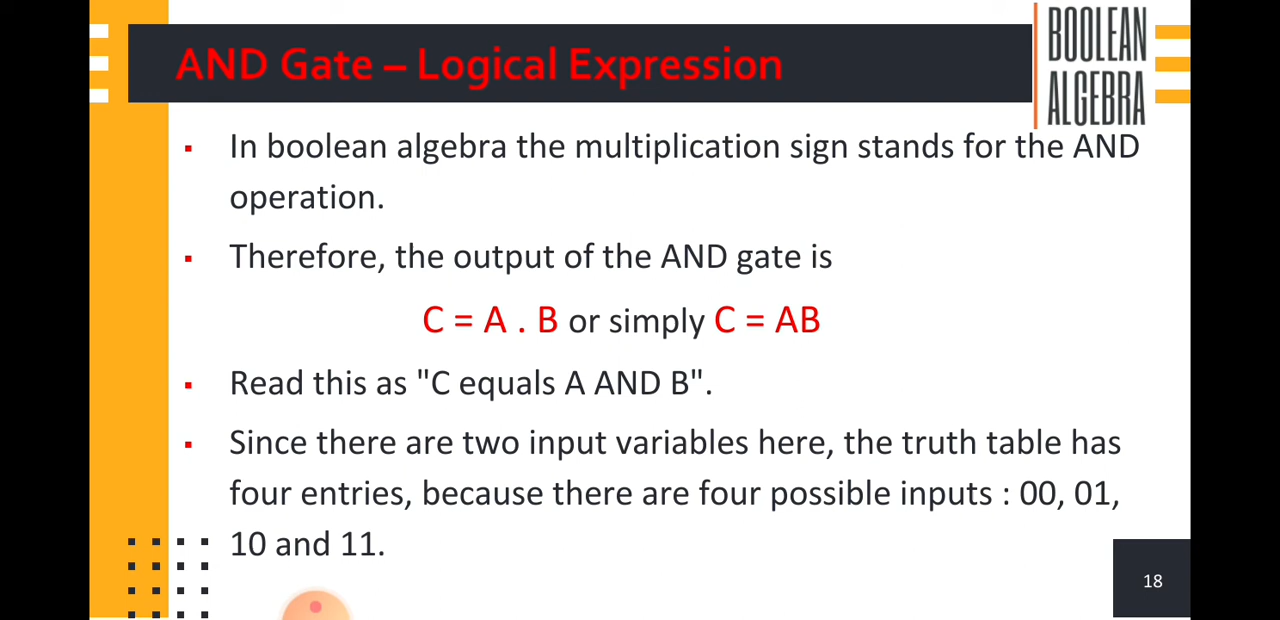 AND Gate – Logical Expression
BOOLEAN
ALGEBRA
▪ In boolean algebra the multiplication sign stands for the AND
operation.
▪ Therefore, the output of the AND gate is
C = A . B or simply C = AB
▪ Read this as "C equals A AND B".
▪ Since there are two input variables here, the truth table has
four entries, because there are four possible inputs : 00, 01,
10 and 11.
18